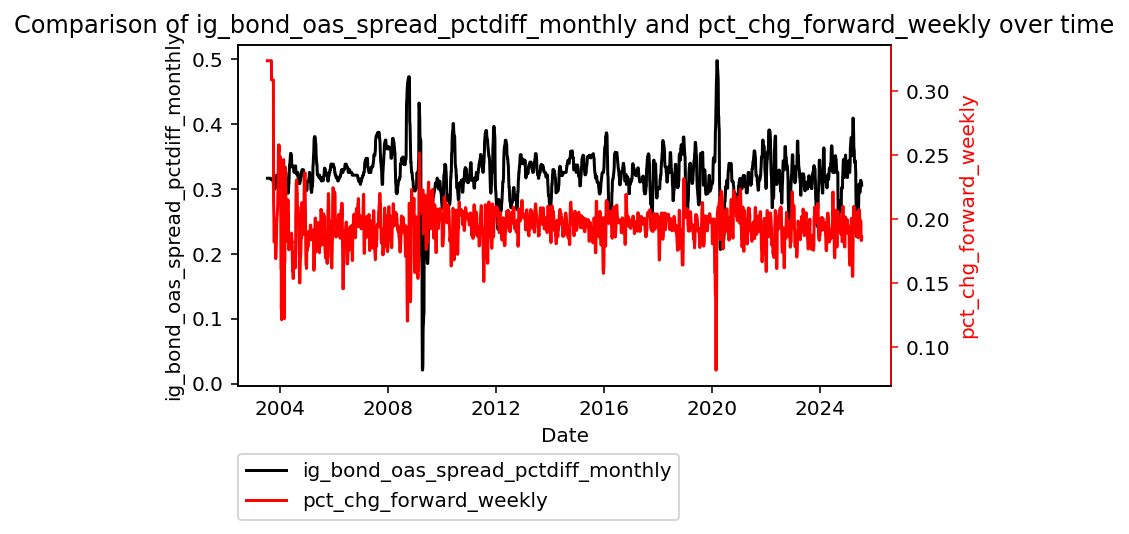 Comparison of ig_bond_oas_spread_pctdiff_monthly and pct_chg_forward_weekly over time
ig_bond_oas_spread_pctdiff_monthly
0.5
0.4
0.3
0.2
0.1
0.0
0.30
0.25
0.20
0.15
0.10
pct_chg_forward_weekly
2004
2008
2012
2016
2020
2024
Date
ig_bond_oas_spread_pctdiff_monthly
pct_chg_forward_weekly